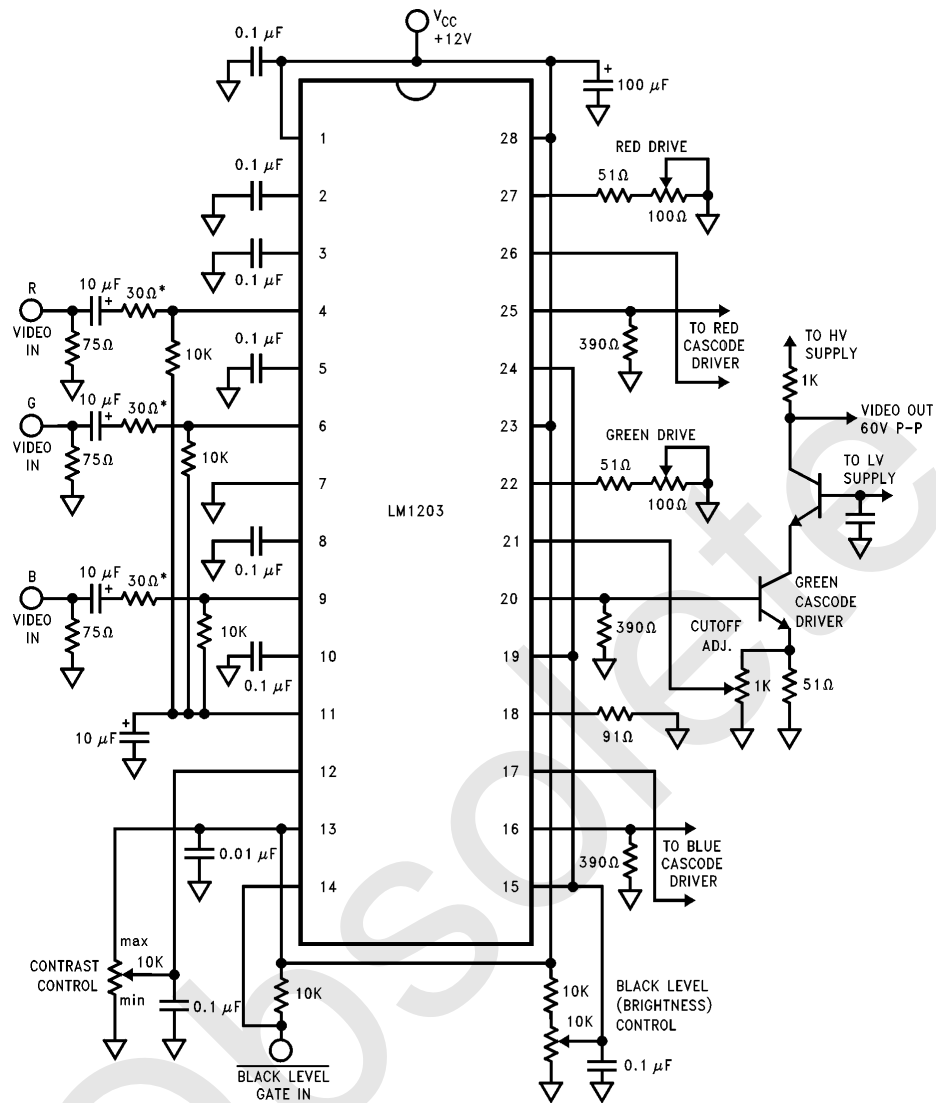 V_CC
+12V
0.1 μF
+
100 μF
1
28
RED DRIVE
0.1 μF
51Ω
2
27
100Ω
3
26
0.1 μF
R
10 μF
+
30Ω*
4
25
VIDEO
IN
75Ω
10K
0.1 μF
390Ω
TO RED
CASCODE
DRIVER
TO HV
SUPPLY
5
24
1K
G
10 μF
+
30Ω*
6
23
VIDEO OUT
60V P-P
VIDEO
IN
75Ω
10K
GREEN DRIVE
51Ω
TO LV
SUPPLY
7
22
100Ω
LM1203
8
21
0.1 μF
B
10 μF
+
30Ω*
9
20
GREEN
CASCODE
DRIVER
VIDEO
IN
75Ω
10K
390Ω
CUTOFF
ADJ.
10
19
0.1 μF
1K
51Ω
+
10 μF
11
18
91Ω
12
17
13
16
0.01 μF
390Ω
TO BLUE
CASCODE
DRIVER
14
15
max
CONTRAST
CONTROL
10K
min
0.1 μF
10K
10K
10K
BLACK LEVEL
(BRIGHTNESS)
CONTROL
0.1 μF
BLACK LEVEL
GATE IN
Obsolete